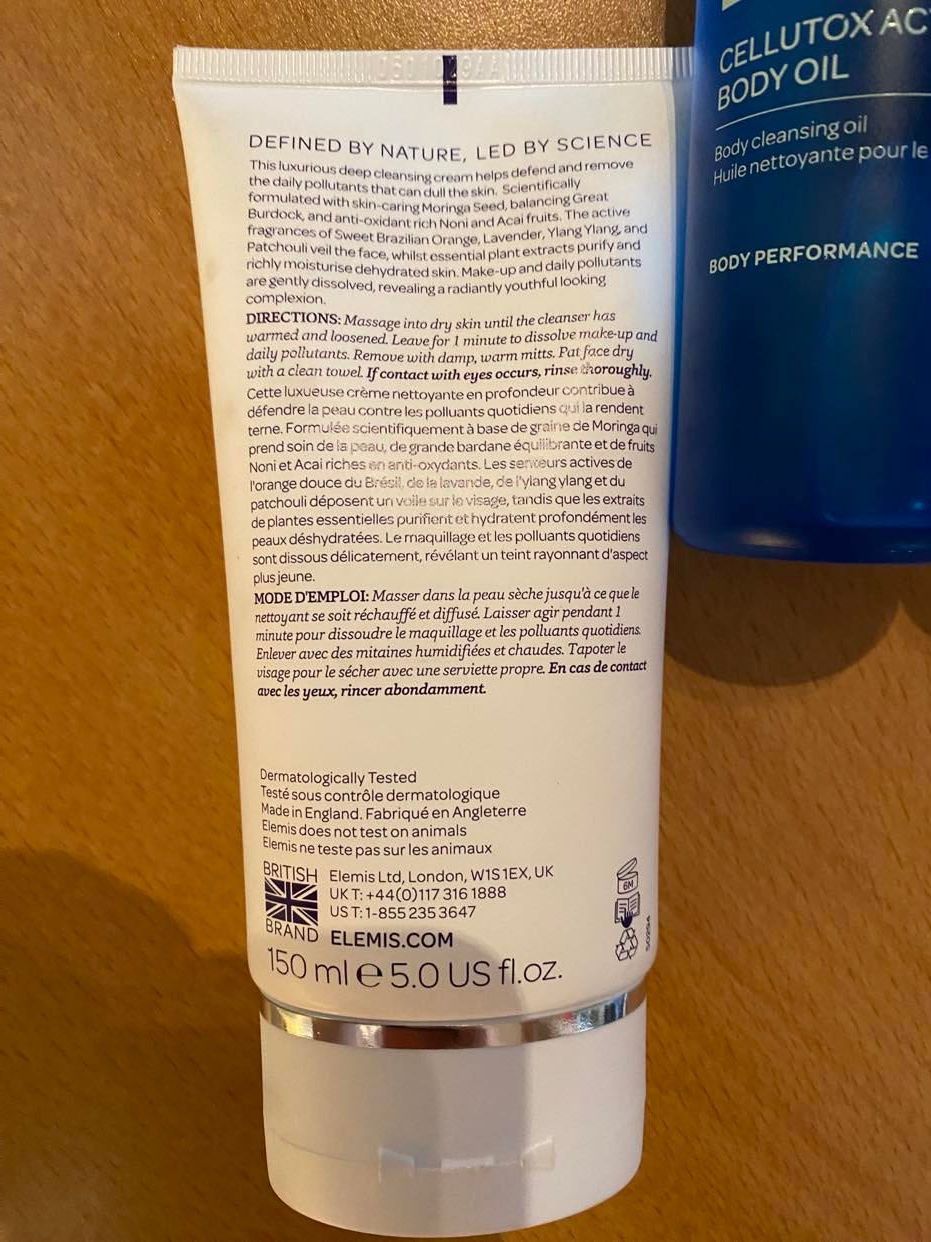 DEFINED BY NATURE, LED BY SCIENCE
This luxurious deep cleansing cream helps defend and remove
the daily pollutants that can dull the skin. Scientifically
formulated with skin-caring Moringa Seed, balancing Great
Burdock, and anti-oxidant rich Noni and Acai fruits. The active
fragrances of Sweet Brazilian Orange, Lavender, Ylang Ylang, and
Patchouli veil the face, whilst essential plant extracts purify and
richly moisturise dehydrated skin. Make-up and daily pollutants
are gently dissolved, revealing a radiantly youthful looking
complexion.
DIRECTIONS: Massage into dry skin until the cleanser has
warmed and loosened. Leave for 1 minute to dissolve make-up and
daily pollutants. Remove with damp, warm mitts. Pat face dry
with a clean towel. If contact with eyes occurs, rinse thoroughly.
Cette luxueuse crème nettoyante en profondeur contribue à
défendre la peau contre les polluants quotidiens qui la rendent
terne. Formulée scientifiquement à base de graine de Moringa qui
prend soin de la peau, de grande bardane équilibrante et de fruits
Noni et Acai riches en anti-oxydants. Les senteurs actives de
l'orange douce du Brésil, de la lavande, de l'ylang ylang et du
patchouli déposent un voile sur le visage, tandis que les extraits
de plantes essentielles purifient et hydratent profondément les
peaux déshydratées. Le maquillage et les polluants quotidiens
sont dissous délicatement, révélant un teint rayonnant d'aspect
plus jeune.
MODE D'EMPLOI: Masser dans la peau sèche jusqu'à ce que le
nettoyant se soit réchauffé et diffusé. Laisser agir pendant 1
minute pour dissoudre le maquillage et les polluants quotidiens.
Enlever avec des mitaines humidifiées et chaudes. Tapoter le
visage pour le sécher avec une serviette propre. En cas de contact
avec les yeux, rincer abondamment.
Dermatologically Tested
Testé sous contrôle dermatologique
Made in England. Fabriqué en Angleterre
Elemis does not test on animals
Elemis ne teste pas sur les animaux
BRITISH
BRAND
Elemis Ltd, London, W1S 1EX, UK
UK T: +44(0)117 316 1888
US T: 1-855 235 3647
ELEMIS.COM
150 ml e 5.0 US fl.oz.
6M
50294
CELLUTOX AC
BODY OIL
Body cleansing oil
Huile nettoyante pour le
BODY PERFORMANCE